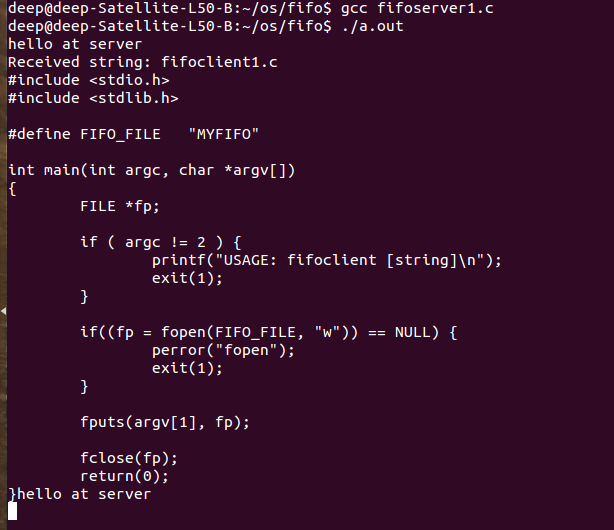 deep@deep-Satellite-L50-B:~/os/fifo$ gcc fifoserver1.c
deep@deep-Satellite-L50-B:~/os/fifo$ ./a.out
hello at server
Received string: fifoclient1.c
#include <stdio.h>
#include <stdlib.h>

#define FIFO_FILE   "MYFIFO"

int main(int argc, char *argv[])
{
        FILE *fp;

        if ( argc != 2 ) {
                printf("USAGE: fifoclient [string]\n");
                exit(1);
        }

        if((fp = fopen(FIFO_FILE, "w")) == NULL) {
                perror("fopen");
                exit(1);
        }

        fputs(argv[1], fp);

        fclose(fp);
        return(0);
}hello at server